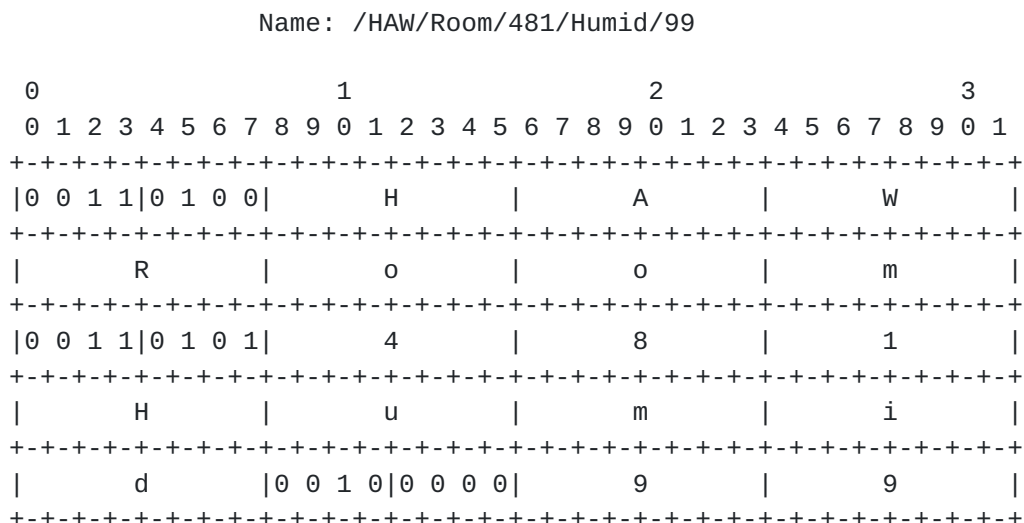 Name: /HAW/Room/481/Humid/99
0                   1                   2                   3
0 1 2 3 4 5 6 7 8 9 0 1 2 3 4 5 6 7 8 9 0 1 2 3 4 5 6 7 8 9 0 1
+-+-+-+-+-+-+-+-+-+-+-+-+-+-+-+-+-+-+-+-+-+-+-+-+-+-+-+-+-+-+-+-+
|0 0 1 1|0 1 0 0|       H       |       A       |       W       |
+-+-+-+-+-+-+-+-+-+-+-+-+-+-+-+-+-+-+-+-+-+-+-+-+-+-+-+-+-+-+-+-+
|       R       |       o       |       o       |       m       |
+-+-+-+-+-+-+-+-+-+-+-+-+-+-+-+-+-+-+-+-+-+-+-+-+-+-+-+-+-+-+-+-+
|0 0 1 1|0 1 0 1|       4       |       8       |       1       |
+-+-+-+-+-+-+-+-+-+-+-+-+-+-+-+-+-+-+-+-+-+-+-+-+-+-+-+-+-+-+-+-+
|       H       |       u       |       m       |       i       |
+-+-+-+-+-+-+-+-+-+-+-+-+-+-+-+-+-+-+-+-+-+-+-+-+-+-+-+-+-+-+-+-+
|       d       |0 0 1 0|0 0 0 0|       9       |       9       |
+-+-+-+-+-+-+-+-+-+-+-+-+-+-+-+-+-+-+-+-+-+-+-+-+-+-+-+-+-+-+-+-+